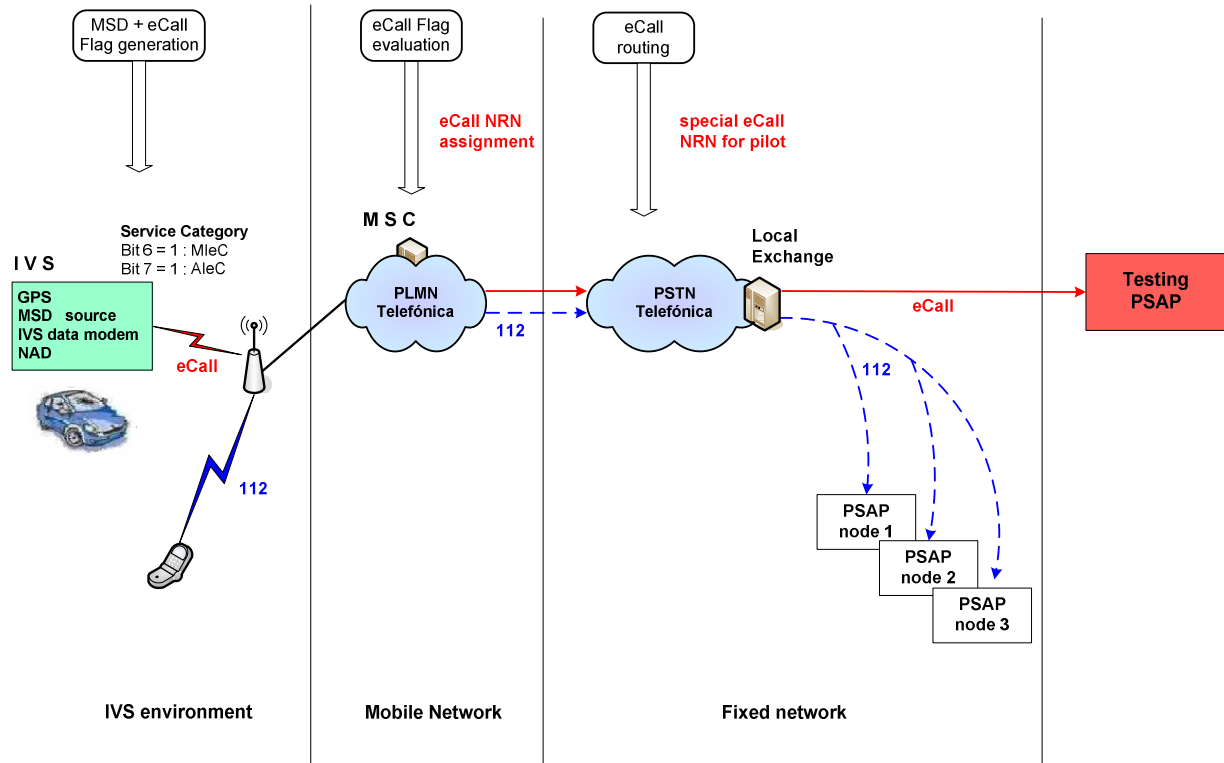 MSD + eCall
Flag generation
eCall Flag
evaluation
eCall
routing
eCall NRN
assignment
special eCall
NRN for pilot
Service Category
Bit 6 = 1 : MIeC
Bit 7 = 1 : AIeC
I V S
GPS
MSD source
IVS data modem
NAD
eCall
112
M S C
PLMN
Telefónica
112
PSTN
Telefónica
Local
Exchange
eCall
112
Testing
PSAP
PSAP
node 1
PSAP
node 2
PSAP
node 3
IVS environment
Mobile Network
Fixed network